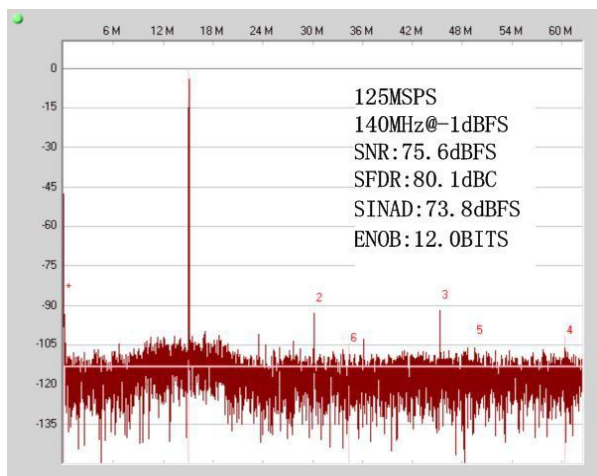 6 M 12 M 18 M 24 M 30 M 36 M 42 M 48 M 54 M 60 M
0
-15
-30
-45
-60
-75
-90
-105
-120
-135
125MSPS
140MHz@-1dBFS
SNR:75.6dBFS
SFDR:80.1dBC
SINAD:73.8dBFS
ENOB:12.0BITS
+
2
3
6
5
4